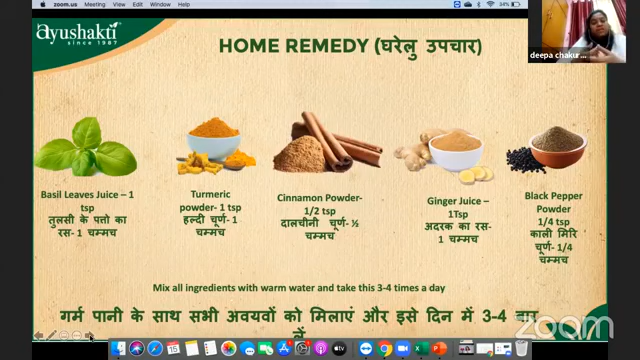 zoom.us Meeting View Edit Window Help
34%
ayushakti
since 1987
HOME REMEDY (घरेलु उपचार)
Basil Leaves Juice – 1
tsp
तुलसी के पत्तो का
रस- 1 चम्मच
Turmeric
powder- 1 tsp
हल्दी चूर्ण- 1
चम्मच
Cinnamon Powder-
1/2 tsp
दालचीनी चूर्ण- ½
चम्मच
Ginger Juice –
1Tsp
अदरक का रस-
1 चम्मच
Black Pepper
Powder
1/4 tsp
काली मिरि
चूर्ण- 1/4
चम्मच
Mix all ingredients with warm water and take this 3-4 times a day
गर्म पानी के साथ सभी अवयवों को मिलाएं और इसे दिन में 3-4 बार
zoom
deepa chakur...